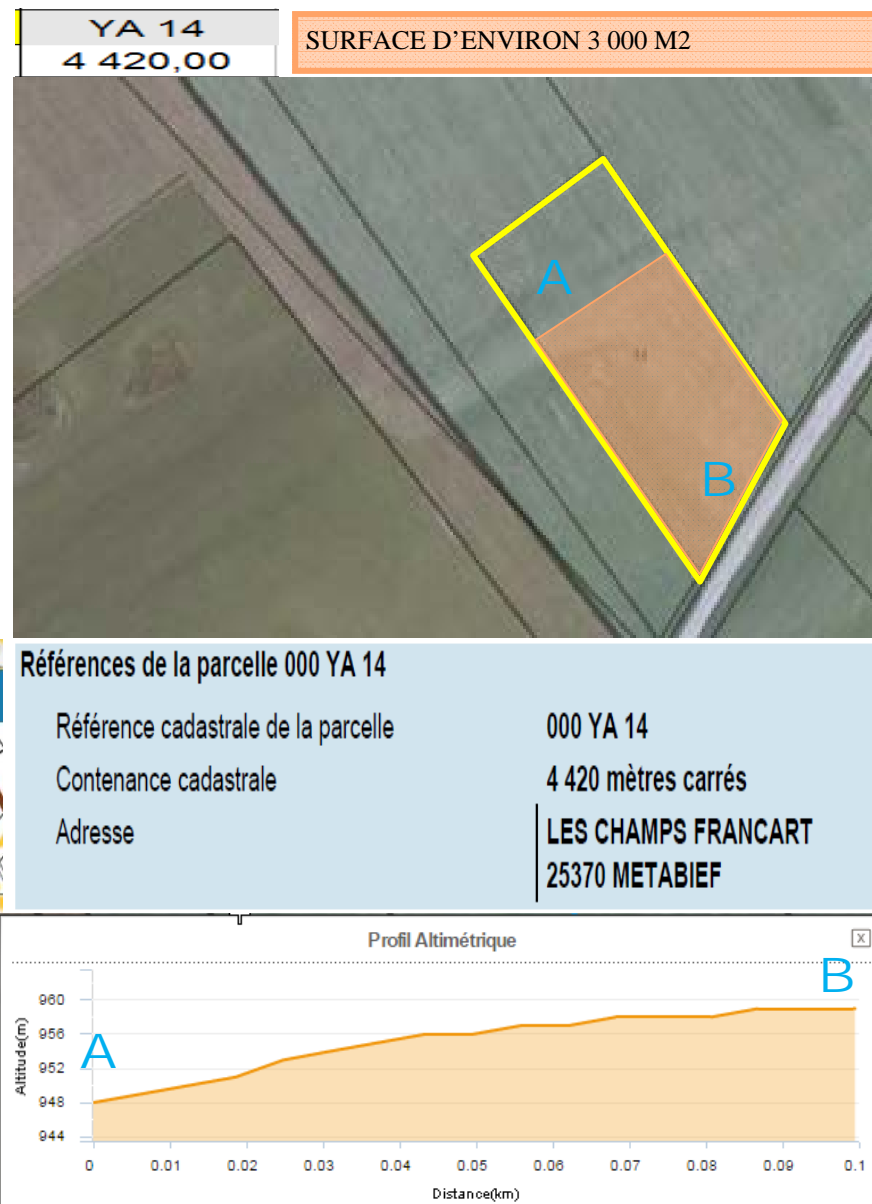 YA 14
4 420,00
SURFACE D'ENVIRON 3 000 M2
A
B
Références de la parcelle 000 YA 14
Référence cadastrale de la parcelle 000 YA 14
Contenance cadastrale 4 420 mètres carrés
Adresse LES CHAMPS FRANCART
25370 METABIEF
Profil Altimétrique X
B
A
Altitude(m)
960
956
952
948
944
0 0.01 0.02 0.03 0.04 0.05 0.06 0.07 0.08 0.09 0.1
Distance(km)